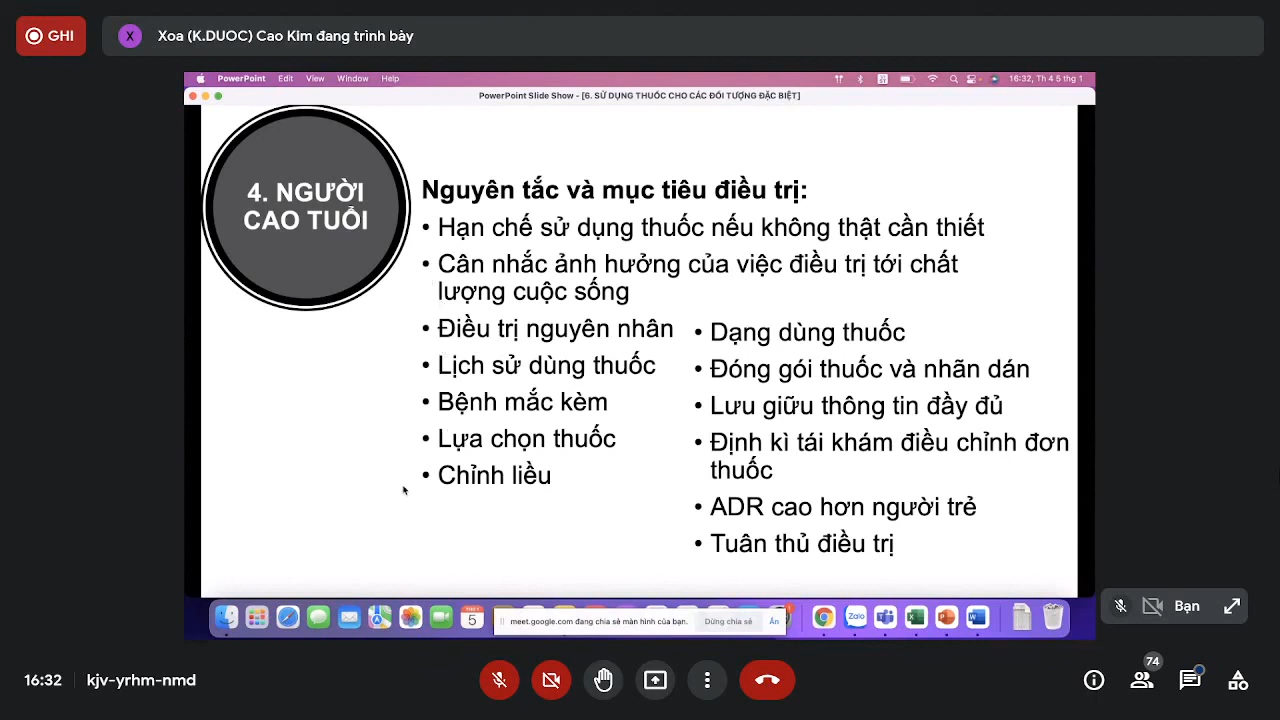 GHI
X
Xoa (K.DUOC) Cao Kim đang trình bày
PowerPoint Edit View Window Help
16:32, Th 4 5 thg 1
PowerPoint Slide Show - [6. SỬ DỤNG THUỐC CHO CÁC ĐỐI TƯỢNG ĐẶC BIỆT]
4. NGƯỜI
CAO TUỔI
Nguyên tắc và mục tiêu điều trị:
• Hạn chế sử dụng thuốc nếu không thật cần thiết
• Cân nhắc ảnh hưởng của việc điều trị tới chất
lượng cuộc sống
• Điều trị nguyên nhân
• Lịch sử dùng thuốc
• Bệnh mắc kèm
• Lựa chọn thuốc
• Chỉnh liều
• Dạng dùng thuốc
• Đóng gói thuốc và nhãn dán
• Lưu giữu thông tin đầy đủ
• Định kì tái khám điều chỉnh đơn
thuốc
• ADR cao hơn người trẻ
• Tuân thủ điều trị
5
meet.google.com đang chia sẻ màn hình của bạn.
Dừng chia sẻ
Ẩn
Zalo
Bạn
16:32
kjv-yrhm-nmd
74